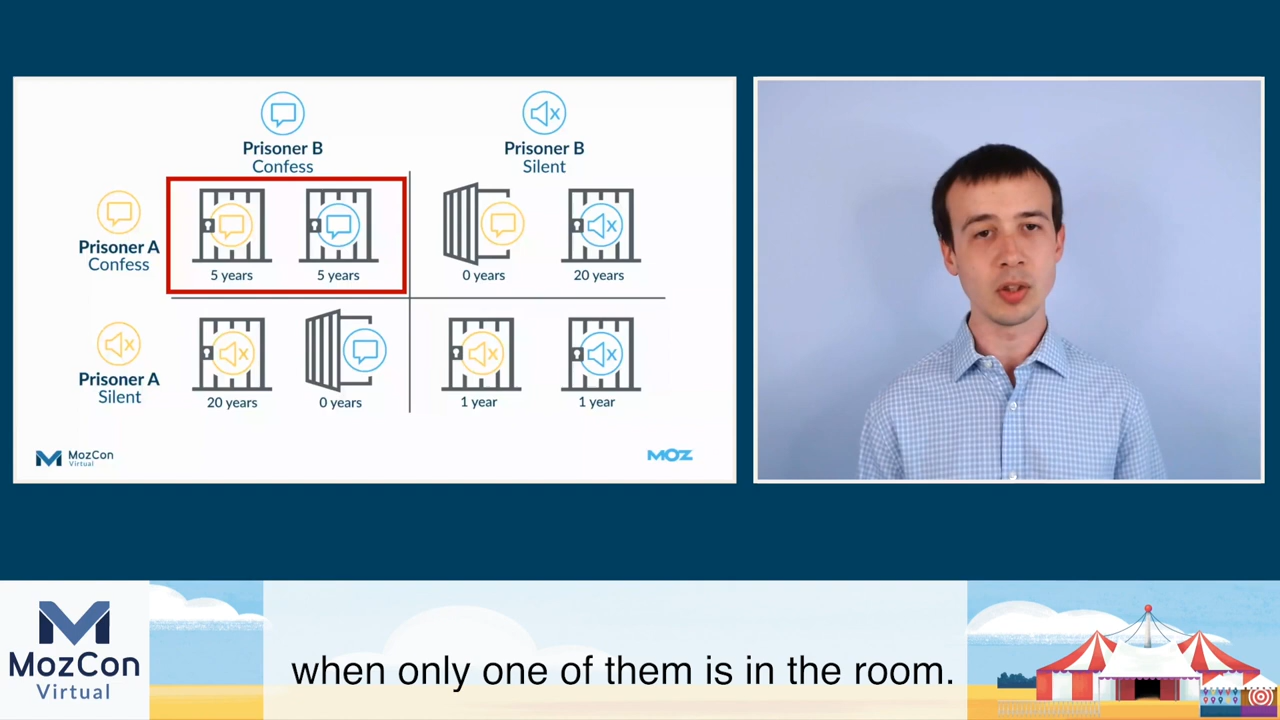 Prisoner B
Confess
Prisoner B
Silent
Prisoner A
Confess
5 years
5 years
0 years
20 years
Prisoner A
Silent
20 years
0 years
1 year
1 year
MozCon
Virtual
MOZ
MozCon
Virtual
when only one of them is in the room.